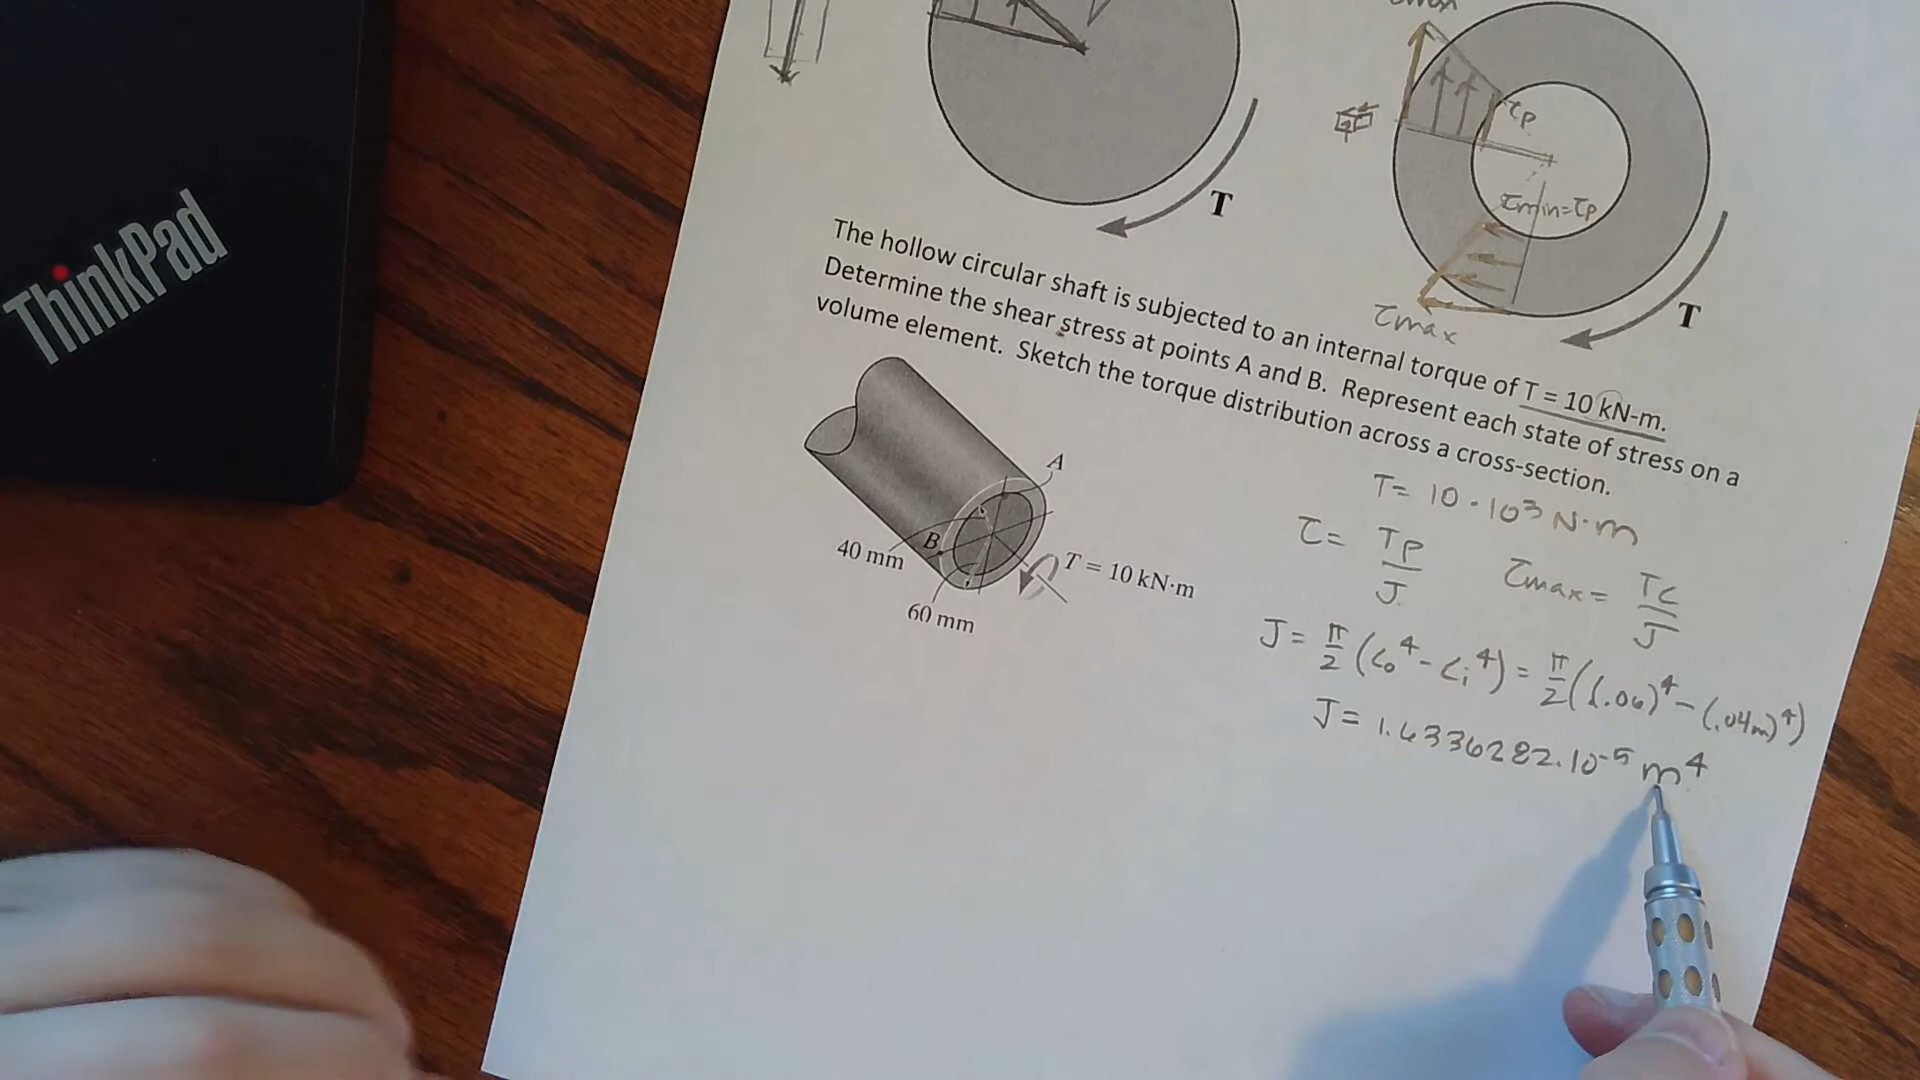 ThinkPad
τp
τmin=τp
T
τmax
T
The hollow circular shaft is subjected to an internal torque of T = 10 kN-m.
Determine the shear stress at points A and B. Represent each state of stress on a
volume element. Sketch the torque distribution across a cross-section.
A
B
40 mm
60 mm
T = 10 kN·m
T= 10 · 10³ N·m
τ= Tρ/J
τmax= Tc/J
J= π/2 (co⁴ - ci⁴) = π/2 ((.06)⁴ - (.04m)⁴)
J= 1.6336282 · 10⁻⁵ m⁴